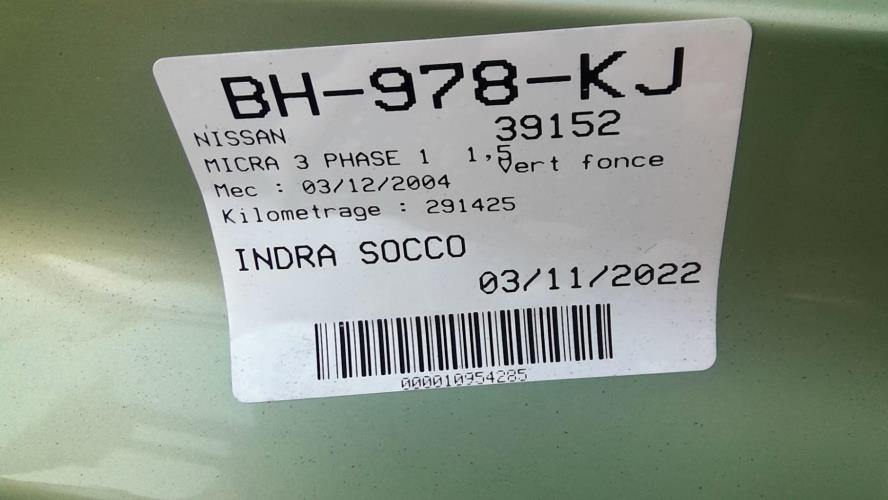 BH-978-KJ
NISSAN 39152
MICRA 3 PHASE 1 1,5 Vert fonce
Mec : 03/12/2004
Kilometrage : 291425
INDRA SOCCO
03/11/2022
000010954285